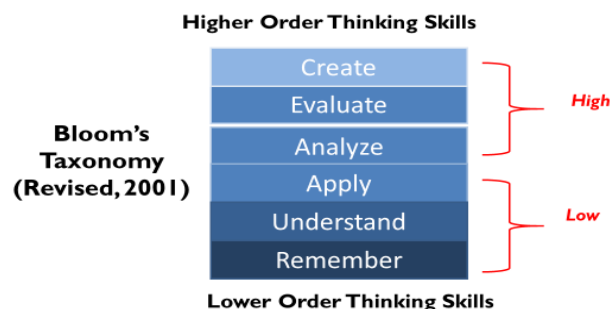 Higher Order Thinking Skills
Create
Evaluate
High
Bloom's
Taxonomy
(Revised, 2001)
Analyze
Apply
Understand
Low
Remember
Lower Order Thinking Skills